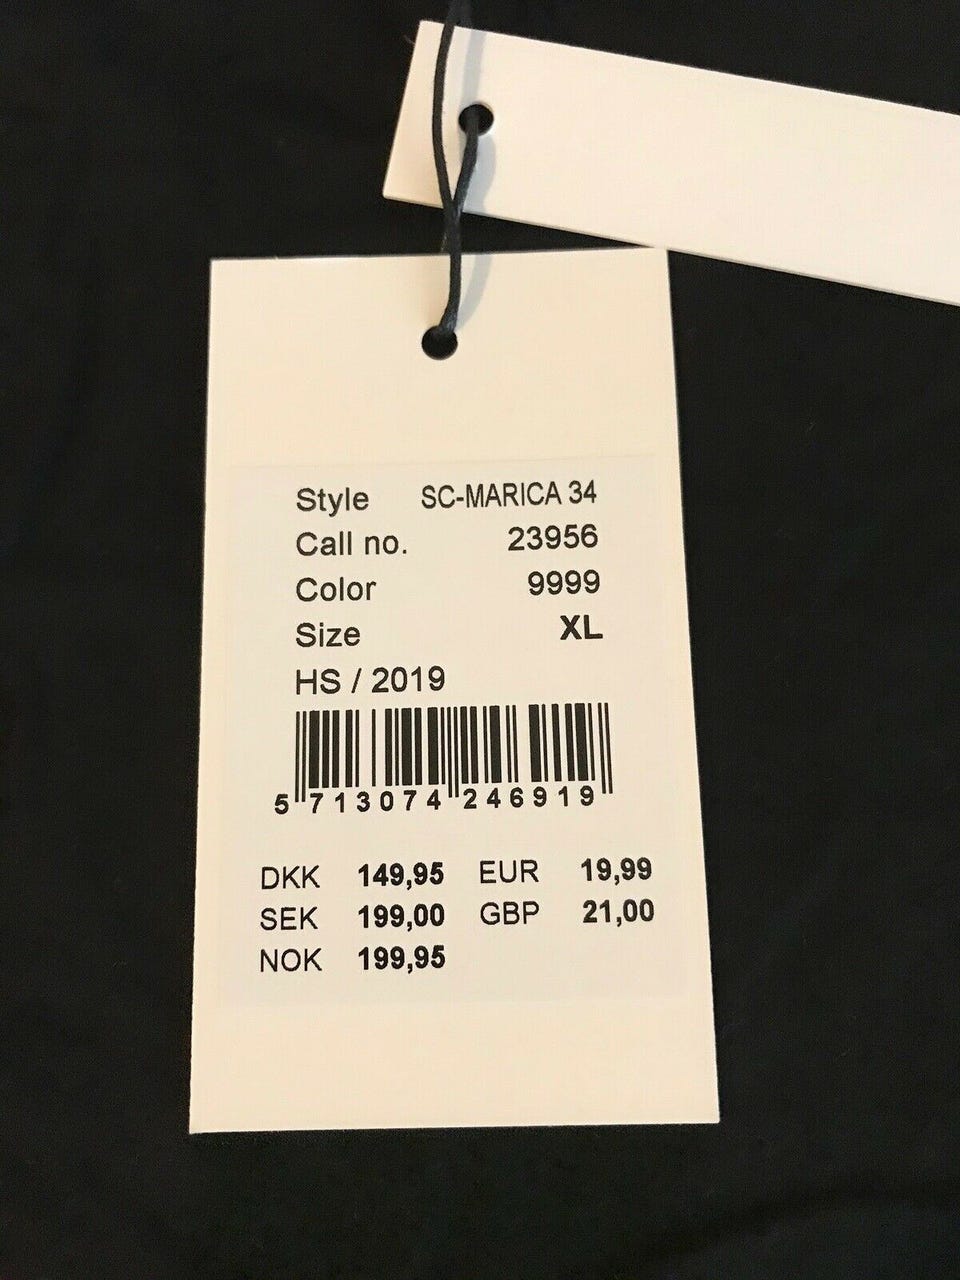 Style SC-MARICA 34
Call no. 23956
Color 9999
Size XL
HS / 2019
5 713074 246919
DKK 149,95 EUR 19,99
SEK 199,00 GBP 21,00
NOK 199,95